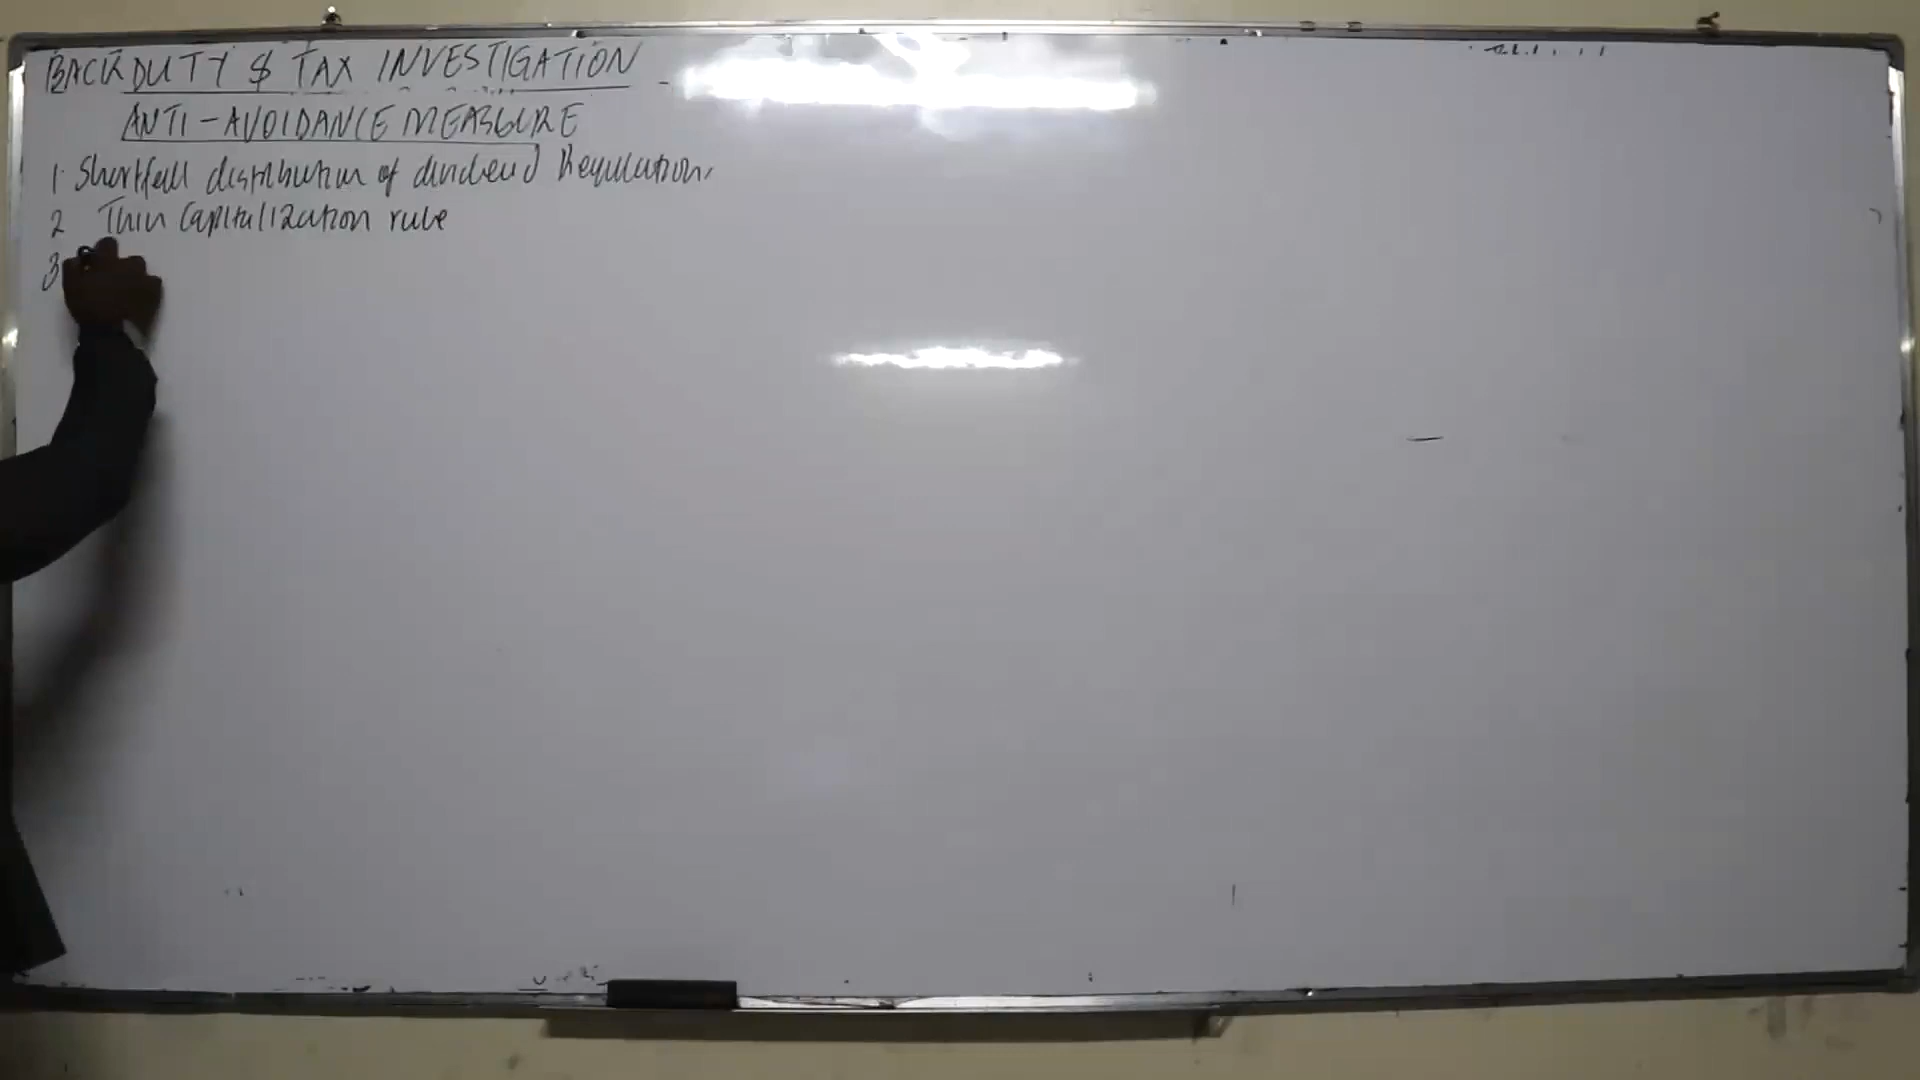 BACK DUTY & TAX INVESTIGATION
ANTI-AVOIDANCE MEASURE
1. Shortfall distribution of dividend Regulation.
2 Thin Capitalization rule
3